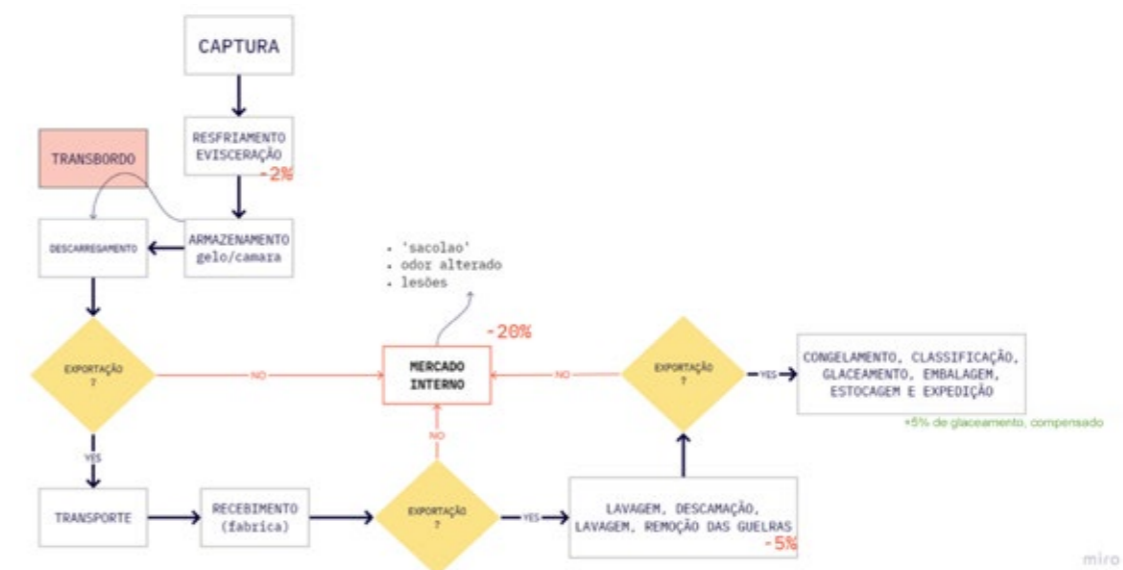 CAPTURA
RESFRIAMENTO
EVISCERAÇÃO
-2%
TRANSBORDO
DESCARREGAMENTO
ARMAZENAMENTO
gelo/camara
• 'sacolao'
• odor alterado
• lesões
-20%
EXPORTAÇÃO
?
NO
MERCADO
INTERNO
NO
EXPORTAÇÃO
?
YES
CONGELAMENTO, CLASSIFICAÇÃO,
GLACEAMENTO, EMBALAGEM,
ESTOCAGEM E EXPEDIÇÃO
+5% de glaceamento, compensado
YES
NO
TRANSPORTE
RECEBIMENTO
(fabrica)
EXPORTAÇÃO
?
YES
LAVAGEM, DESCAMAÇÃO,
LAVAGEM, REMOÇÃO DAS GUELRAS
-5%
miro